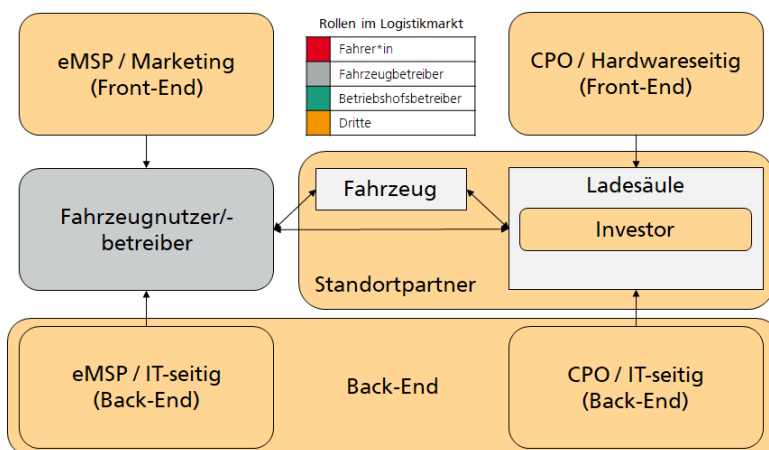 Rollen im Logistikmarkt
Fahrer*in
Fahrzeugbetreiber
Betriebshofsbetreiber
Dritte
eMSP / Marketing
(Front-End)
CPO / Hardwareseitig
(Front-End)
Fahrzeugnutzer/-
betreiber
Fahrzeug
Ladesäule
Investor
Standortpartner
eMSP / IT-seitig
(Back-End)
Back-End
CPO / IT-seitig
(Back-End)